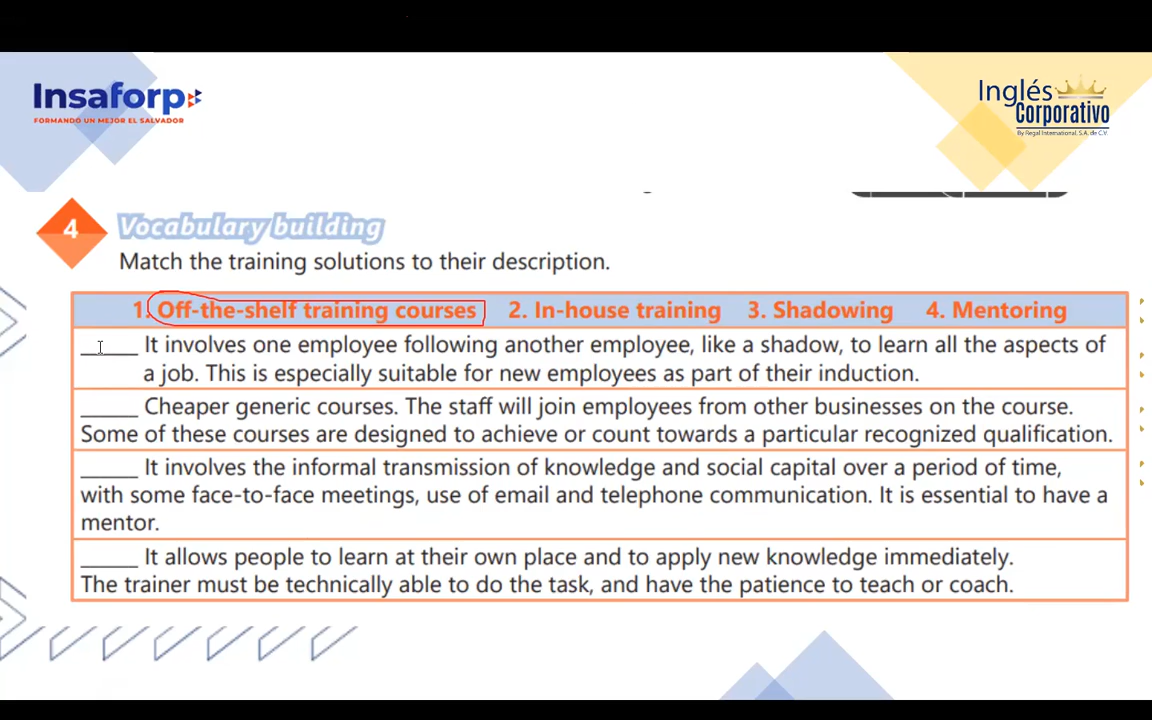 Insaforp
FORMANDO UN MEJOR EL SALVADOR
Inglés
Corporativo
By Regal International, S.A. de C.V.
4 Vocabulary building
Match the training solutions to their description.
1. Off-the-shelf training courses 2. In-house training 3. Shadowing 4. Mentoring
_____ It involves one employee following another employee, like a shadow, to learn all the aspects of
a job. This is especially suitable for new employees as part of their induction.
_____ Cheaper generic courses. The staff will join employees from other businesses on the course.
Some of these courses are designed to achieve or count towards a particular recognized qualification.
_____ It involves the informal transmission of knowledge and social capital over a period of time,
with some face-to-face meetings, use of email and telephone communication. It is essential to have a
mentor.
_____ It allows people to learn at their own place and to apply new knowledge immediately.
The trainer must be technically able to do the task, and have the patience to teach or coach.